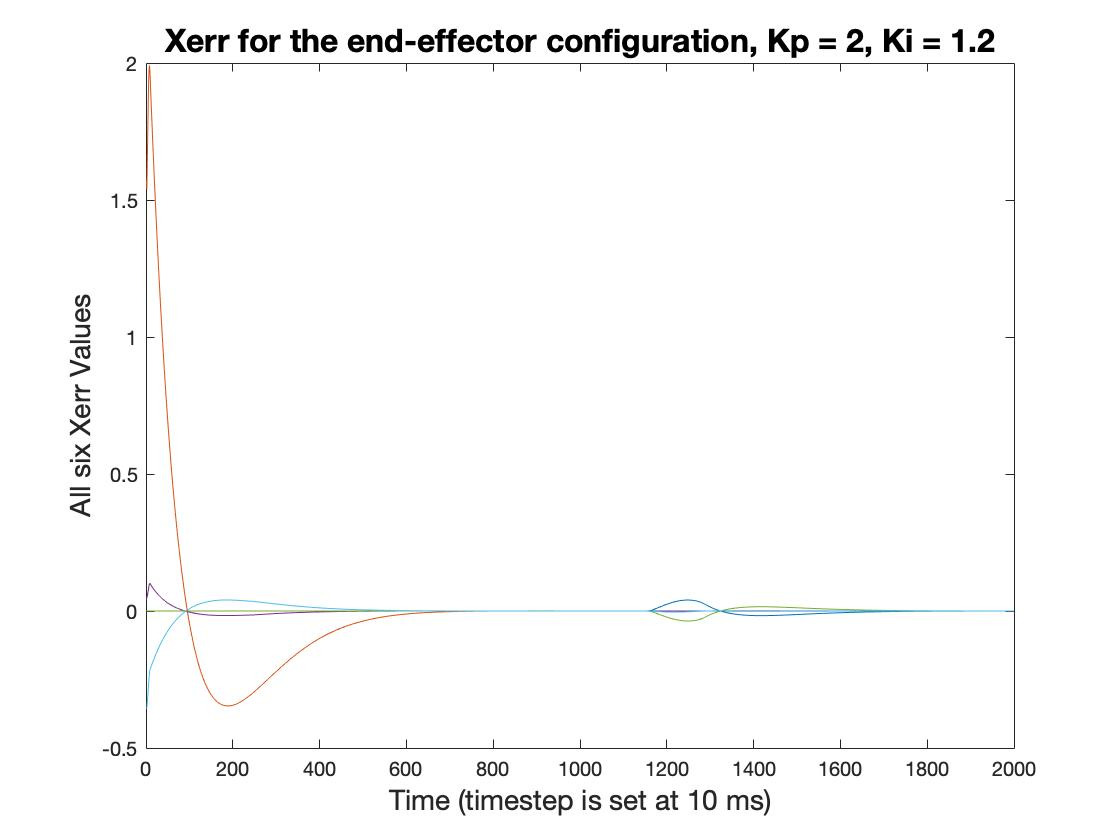 Xerr for the end-effector configuration, Kp = 2, Ki = 1.2
2
1.5
1
0.5
0
-0.5
All six Xerr Values
0 200 400 600 800 1000 1200 1400 1600 1800 2000
Time (timestep is set at 10 ms)